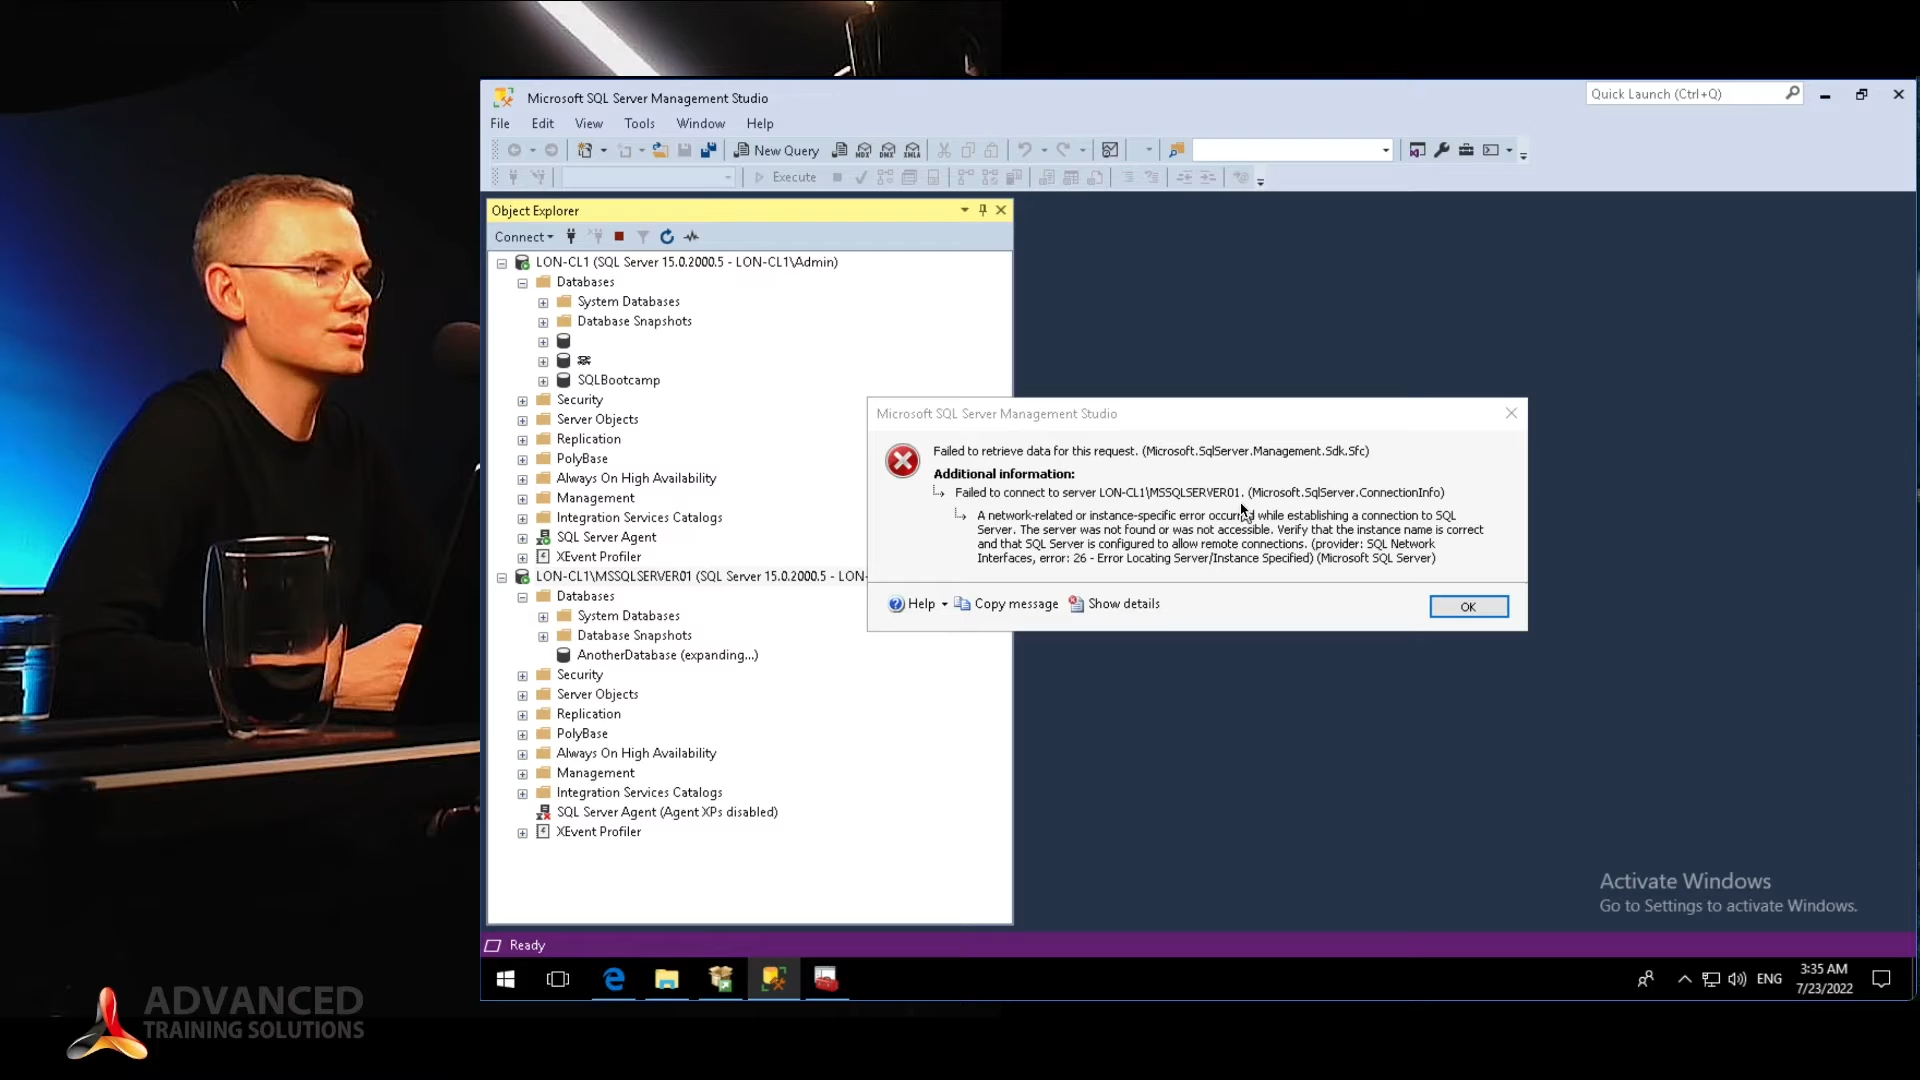 Microsoft SQL Server Management Studio
Quick Launch (Ctrl+Q)
File Edit View Tools Window Help
New Query
MDX DMX XMLA
Execute
Object Explorer
Connect
LON-CL1 (SQL Server 15.0.2000.5 - LON-CL1\Admin)
Databases
System Databases
Database Snapshots
SQLBootcamp
Security
Server Objects
Replication
PolyBase
Always On High Availability
Management
Integration Services Catalogs
SQL Server Agent
XEvent Profiler
LON-CL1\MSSQLSERVER01 (SQL Server 15.0.2000.5 - LON-
Databases
System Databases
Database Snapshots
AnotherDatabase (expanding...)
Security
Server Objects
Replication
PolyBase
Always On High Availability
Management
Integration Services Catalogs
SQL Server Agent (Agent XPs disabled)
XEvent Profiler
Microsoft SQL Server Management Studio
Failed to retrieve data for this request. (Microsoft.SqlServer.Management.Sdk.Sfc)
Additional information:
Failed to connect to server LON-CL1\MSSQLSERVER01. (Microsoft.SqlServer.ConnectionInfo)
A network-related or instance-specific error occurred while establishing a connection to SQL
Server. The server was not found or was not accessible. Verify that the instance name is correct
and that SQL Server is configured to allow remote connections. (provider: SQL Network
Interfaces, error: 26 - Error Locating Server/Instance Specified) (Microsoft SQL Server)
Help Copy message Show details
OK
Activate Windows
Go to Settings to activate Windows.
Ready
ENG
3:35 AM
7/23/2022
ADVANCED
TRAINING SOLUTIONS